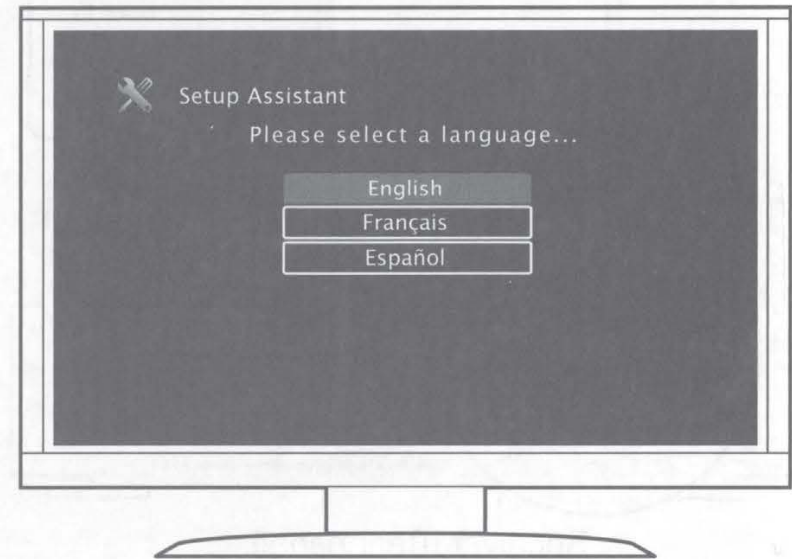 Setup Assistant
Please select a language...
English
Français
Español